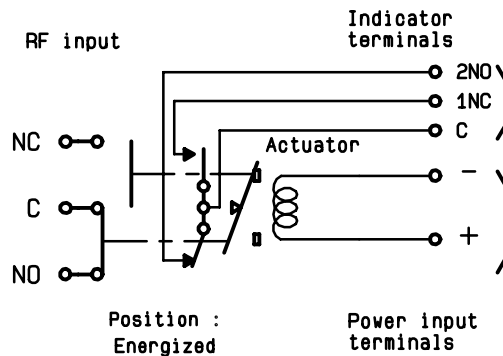 RF input
Indicator
terminals
2NO
1NC
C
NC
Actuator
C
−
+
NO
Position :
Energized
Power input
terminals